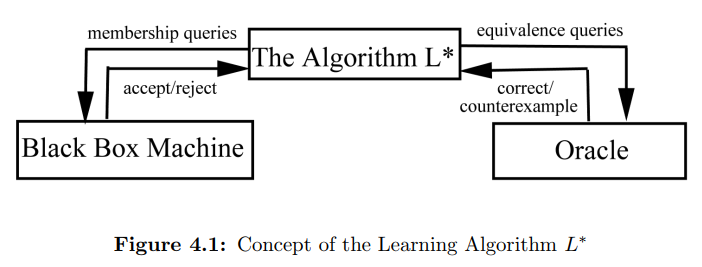 membership queries
equivalence queries
The Algorithm L*
accept/reject
correct/
counterexample
Black Box Machine
Oracle
Figure 4.1: Concept of the Learning Algorithm L*